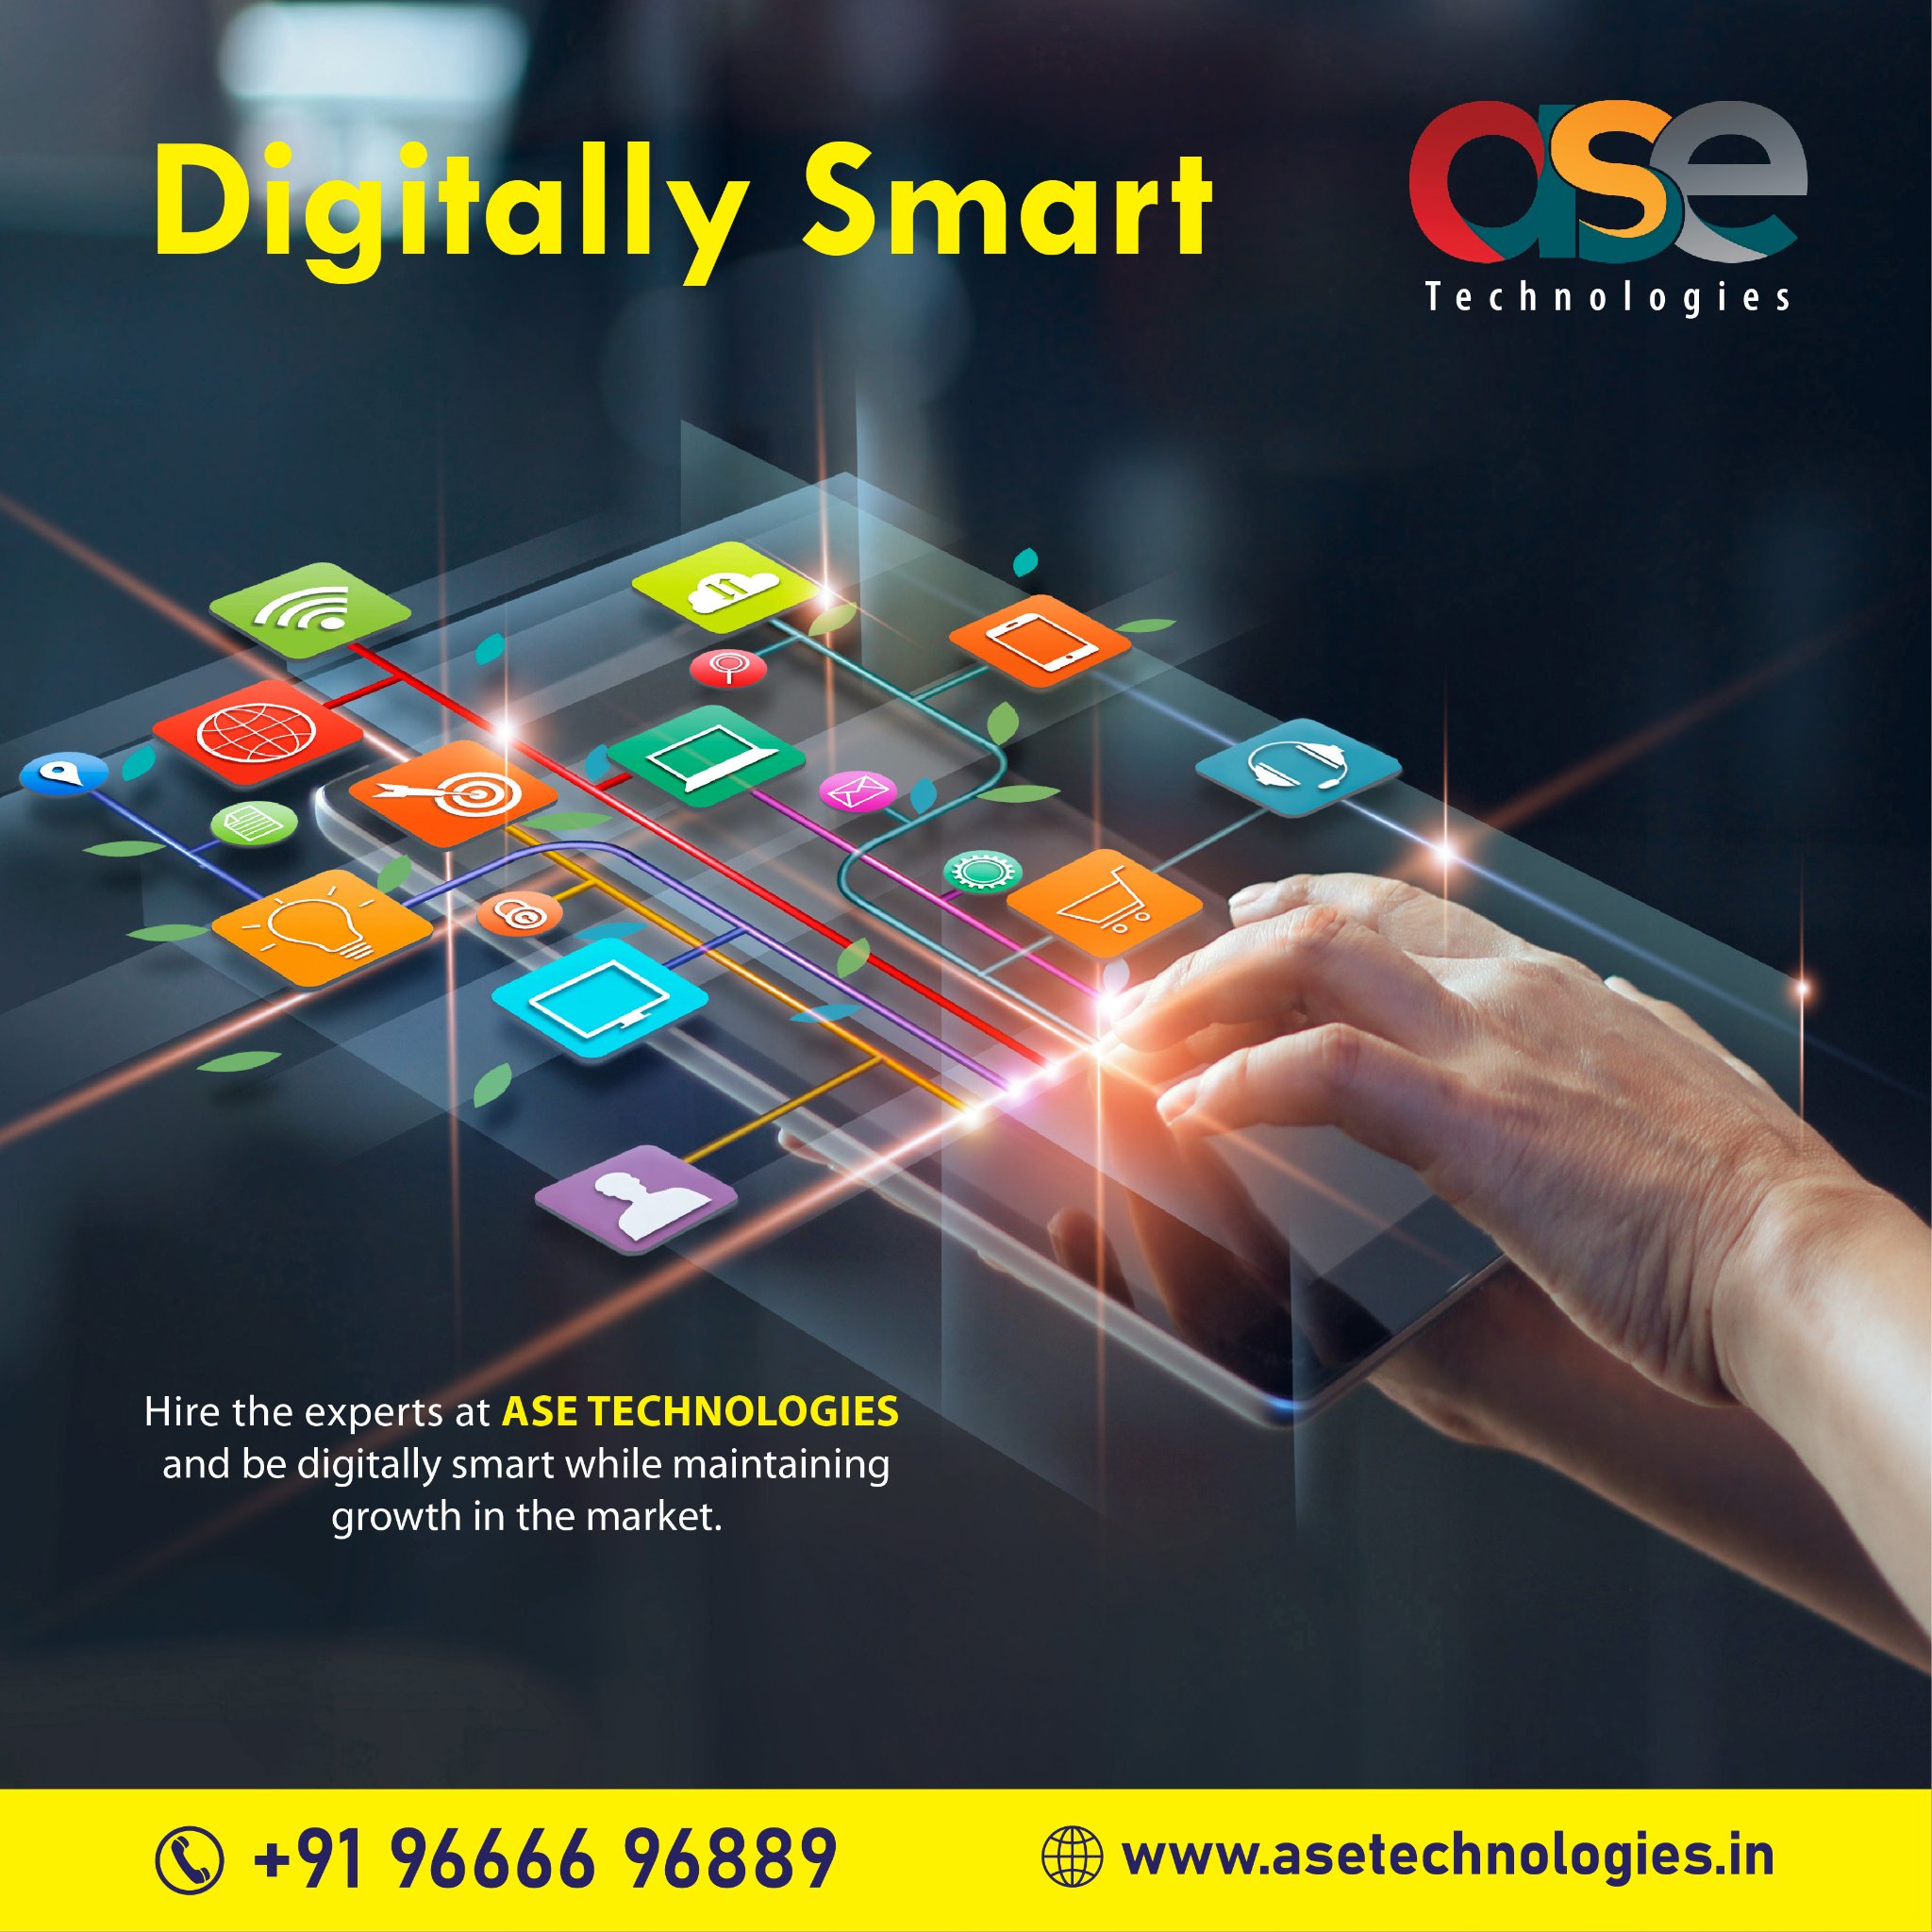 Digitally Smart
ase
Technologies
Hire the experts at ASE TECHNOLOGIES
and be digitally smart while maintaining
growth in the market.
+91 96666 96889
www.asetechnologies.in